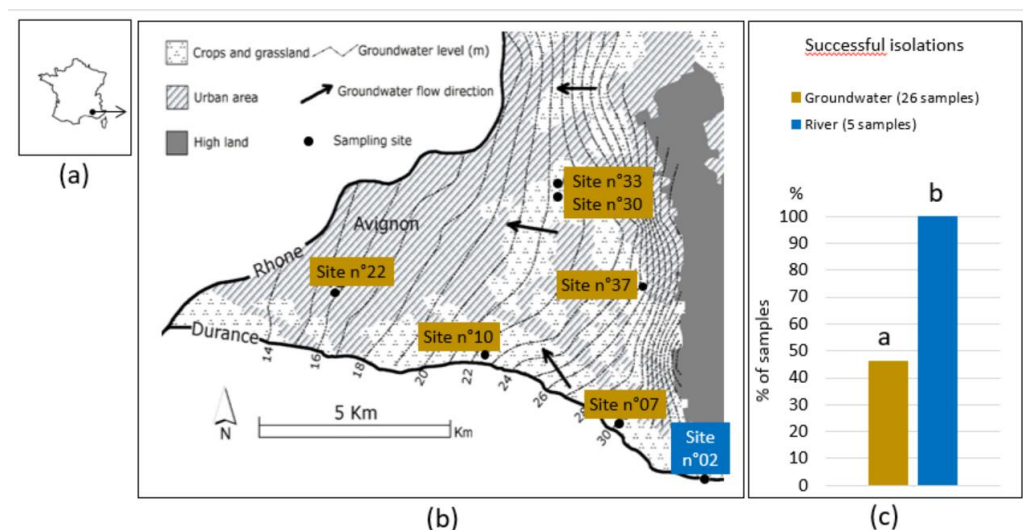 Crops and grassland
Groundwater level (m)
Urban area
Groundwater flow direction
High land
Sampling site
Site n°33
Site n°30
Avignon
Rhone
Site n°22
Site n°37
Durance
Site n°10
14
16
18
20
22
24
26
30
Site n°07
5 Km
Km
N
Site
n°02
(a)
(b)
Successful isolations
Groundwater (26 samples)
River (5 samples)
%
b
100
90
80
70
60
a
50
40
30
20
10
0
% of samples
(c)